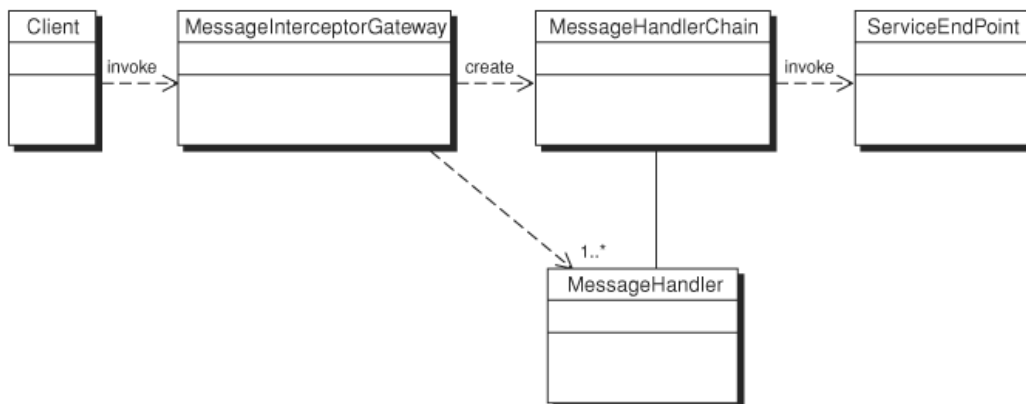 Client
MessageInterceptorGateway
MessageHandlerChain
ServiceEndPoint
invoke
create
invoke
1..*
MessageHandler